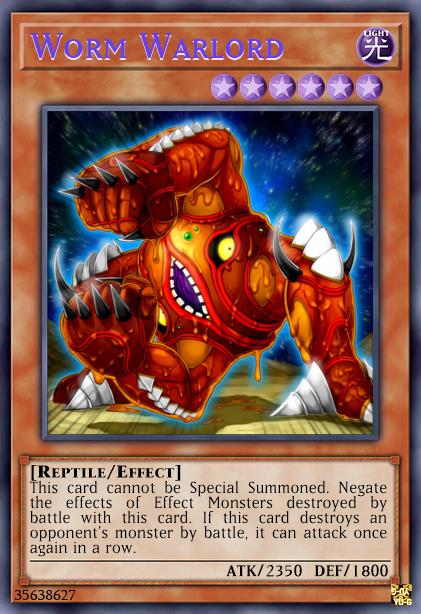 Worm Warlord
LIGHT
光
[Reptile/Effect]
This card cannot be Special Summoned. Negate
the effects of Effect Monsters destroyed by
battle with this card. If this card destroys an
opponent's monster by battle, it can attack once
again in a row.
ATK/2350 DEF/1800
35638627